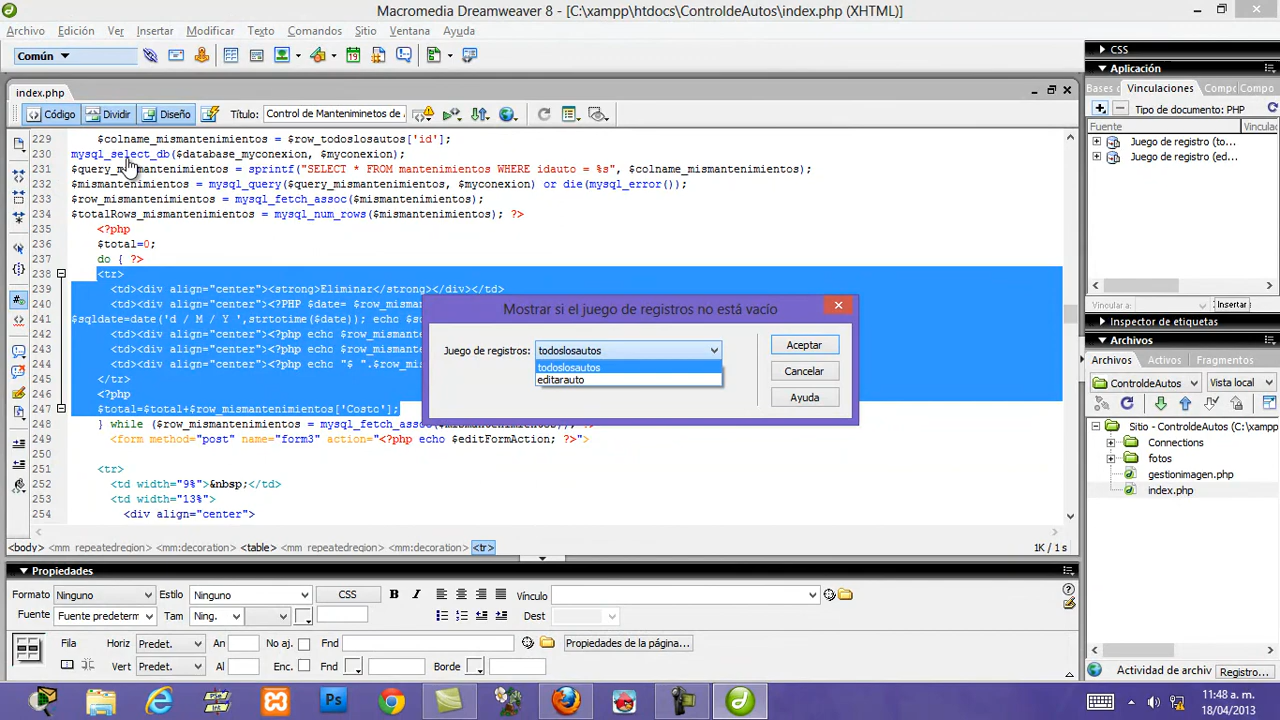 Macromedia Dreamweaver 8 - [C:\xampp\htdocs\ControldeAutos\index.php (XHTML)]
Archivo Edición Ver Insertar Modificar Texto Comandos Sitio Ventana Ayuda
Común
index.php
Código Dividir Diseño Título: Control de Manteniminetos de
229 $colname_mismantenimientos = $row_todoslosautos['id'];
230 mysql_select_db($database_myconexion, $myconexion);
231 = sprintf("SELECT * FROM mantenimientos WHERE idauto = %s", $colname_mismantenimientos);
232 $mismantenimientos = mysql_query($query_mismantenimientos, $myconexion) or die(mysql_error());
233 $row_mismantenimientos = mysql_fetch_assoc($mismantenimientos);
234 $totalRows_mismantenimientos = mysql_num_rows($mismantenimientos); ?>
235 <?php
236 $total=0;
237 do { ?>
238 <tr>
239 <td><div align="center"><strong>Eliminar</strong></div></td>
240 <td><div align="center"><?PHP $date=
241 $sqldate=date('d / M / Y ',strtotime($date)); echo
242 <td><div align="center"><?php echo
243 <td><div align="center"><?php echo
244 <td><div align="center"><?php echo "$ "
245 </tr>
246 <?php
247 $total=$total+$row_mismantenimientos['Costo'];
248 } while ($row_mismantenimientos =
249 <form method="post" name="form3" action="<?php echo $editFormAction; ?>">
250
251 <tr>
252 <td width="9%">&nbsp;</td>
253 <td width="13%">
254 <div align="center">
Mostrar si el juego de registros no está vacío
Juego de registros: todoslosautos
todoslosautos
editarauto
Aceptar
Cancelar
Ayuda
<body> <mm_repeatedregion> <mm:decoration> <table> <mm_repeatedregion> <mm:decoration> <tr> 1K / 1 s
CSS
Aplicación
Bases c Vinculaciones Compo Compo
Tipo de documento: PHP
Fuente Vincula
Juego de registro (to...
Juego de registro (ed...
Vincular a: Insertar
Inspector de etiquetas
Archivos
Archivos Activos Fragmentos
ControldeAutos Vista local
Sitio - ControldeAutos (C:\xampp
Connections
fotos
gestionimagen.php
index.php
Actividad de archiv Registro...
Propiedades
Formato Ninguno Estilo Ninguno CSS B I Vínculo
Fuente Fuente predeterm Tam Ning. Dest
Fila Horiz Predet. An No aj. Fnd Propiedades de la página...
Vert Predet. Al Enc. Fnd Borde
Ps
11:48 a. m.
18/04/2013